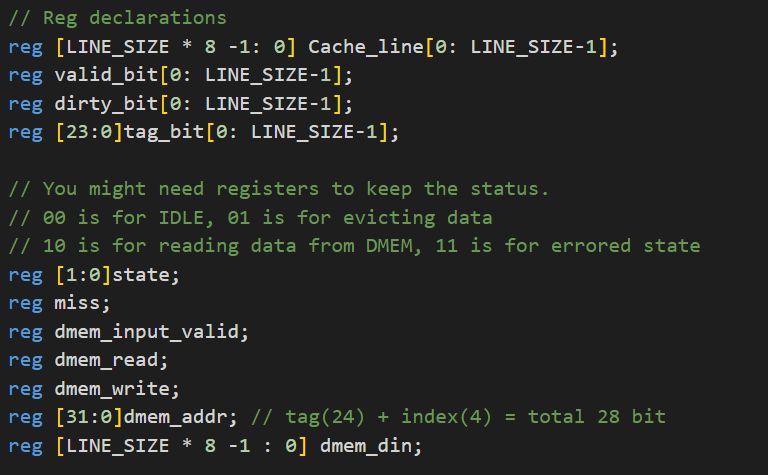 // Reg declarations
reg [LINE_SIZE * 8 -1: 0] Cache_line[0: LINE_SIZE-1];
reg valid_bit[0: LINE_SIZE-1];
reg dirty_bit[0: LINE_SIZE-1];
reg [23:0]tag_bit[0: LINE_SIZE-1];

// You might need registers to keep the status.
// 00 is for IDLE, 01 is for evicting data
// 10 is for reading data from DMEM, 11 is for errored state
reg [1:0]state;
reg miss;
reg dmem_input_valid;
reg dmem_read;
reg dmem_write;
reg [31:0]dmem_addr; // tag(24) + index(4) = total 28 bit
reg [LINE_SIZE * 8 -1 : 0] dmem_din;